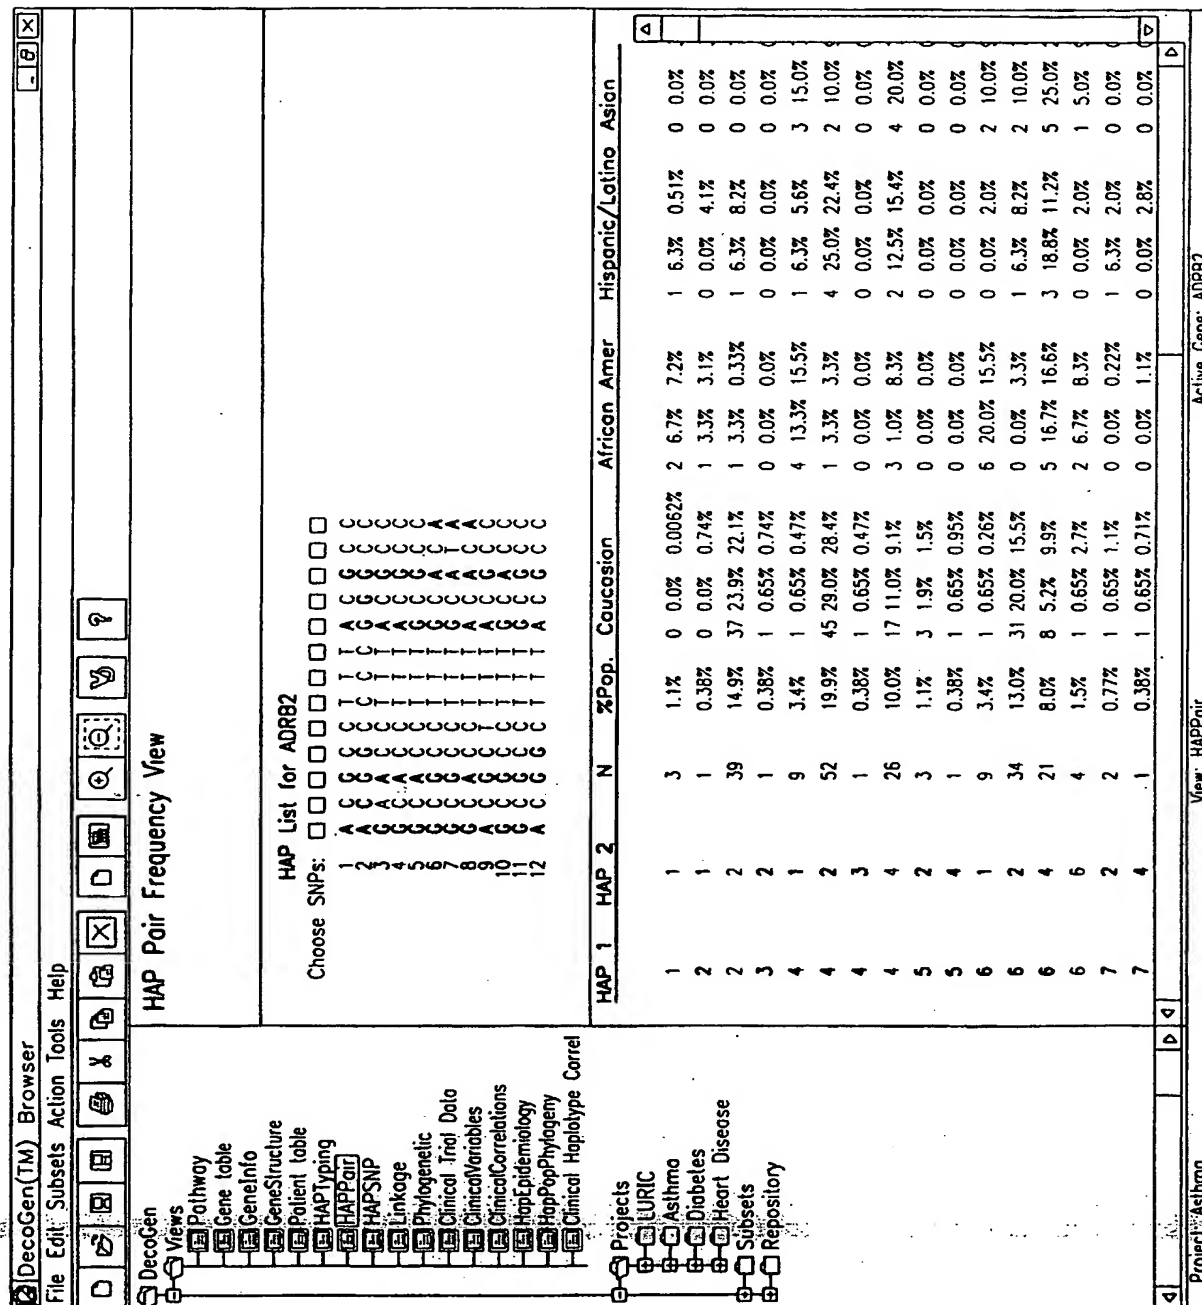 DecoGen(TM) Browser
File Edit Subsets Action Tools Help
DecoGen
Views
Pathway
Gene table
GeneInfo
GeneStructure
Patient table
HAPTyping
HAPPair
HAPSNP
Linkage
Phylogenetic
Clinical Trial Data
ClinicalVariables
ClinicalCorrelations
HapEpidemiology
HapPopPhylogeny
Clinical Haplotype Correl
Projects
LURIC
Asthma
Diabetes
Heart Disease
Subsets
Repository
HAP Pair Frequency View
HAP List for ADRB2
Choose SNPs:
1 A C G C C T T T A C G C C
2 A C G G C C C C G G G C C
3 G A A C C T T T A C G C C
4 G C A C C T T T A C G C C
5 G C A C C T T T G C G C C
6 G C A C C T T T G C A C A
7 G C A C C T T T G C A T A
8 G C A C C T T T A C A C A
9 A C G C T T T T A C G C C
10 G C G C C T T T G C A C C
11 G C G C C T T T G C G C C
12 A C G G C T T T A C G C C
HAP 1 HAP 2 N %Pop. Caucasian African Amer Hispanic/Latino Asian
1 1 3 1.1% 0 0.0% 0.0062% 2 6.7% 7.2% 1 6.3% 0.51% 0 0.0%
2 1 1 0.38% 0 0.0% 0.74% 1 3.3% 3.1% 0 0.0% 4.1% 0 0.0%
2 2 39 14.9% 37 23.9% 22.1% 1 3.3% 0.33% 1 6.3% 8.2% 0 0.0%
3 2 1 0.38% 1 0.65% 0.74% 0 0.0% 0.0% 0 0.0% 0.0% 0 0.0%
4 1 9 3.4% 1 0.65% 0.47% 4 13.3% 15.5% 1 6.3% 5.6% 3 15.0%
4 2 52 19.9% 45 29.0% 28.4% 1 3.3% 3.3% 4 25.0% 22.4% 2 10.0%
4 3 1 0.38% 1 0.65% 0.47% 0 0.0% 0.0% 0 0.0% 0.0% 0 0.0%
4 4 26 10.0% 17 11.0% 9.1% 3 1.0% 8.3% 2 12.5% 15.4% 4 20.0%
5 2 3 1.1% 3 1.9% 1.5% 0 0.0% 0.0% 0 0.0% 0.0% 0 0.0%
5 4 1 0.38% 1 0.65% 0.95% 0 0.0% 0.0% 0 0.0% 0.0% 0 0.0%
6 1 9 3.4% 1 0.65% 0.26% 6 20.0% 15.5% 0 0.0% 2.0% 2 10.0%
6 2 34 13.0% 31 20.0% 15.5% 0 0.0% 3.3% 1 6.3% 8.2% 2 10.0%
6 4 21 8.0% 8 5.2% 9.9% 5 16.7% 16.6% 3 18.8% 11.2% 5 25.0%
6 6 4 1.5% 1 0.65% 2.7% 2 6.7% 8.3% 0 0.0% 2.0% 1 5.0%
7 2 2 0.77% 1 0.65% 1.1% 0 0.0% 0.22% 1 6.3% 2.0% 0 0.0%
7 4 1 0.38% 1 0.65% 0.71% 0 0.0% 1.1% 0 0.0% 2.8% 0 0.0%
Project: Asthma View: HAPPair Active Gene: ADRB2